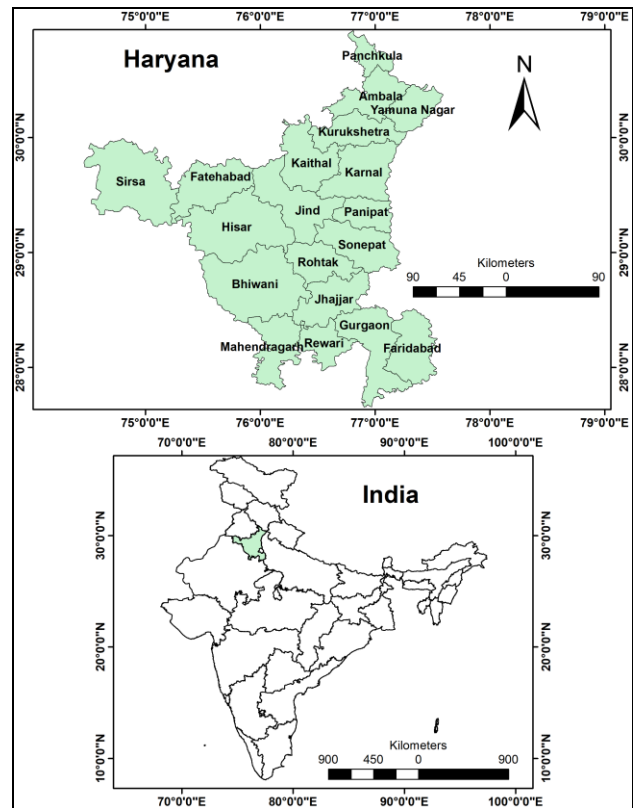 Haryana
N
Panchkula
Ambala
Yamuna Nagar
Kurukshetra
Kaithal
Karnal
Sirsa
Fatehabad
Jind
Panipat
Hisar
Sonepat
Rohtak
Bhiwani
Jhajjar
Gurgaon
Mahendragarh
Rewari
Faridabad
Kilometers
90 45 0 90
30°0'0"N
29°0'0"N
28°0'0"N
30°0'0"N
29°0'0"N
28°0'0"N
75°0'0"E 76°0'0"E 77°0'0"E 78°0'0"E 79°0'0"E
75°0'0"E 76°0'0"E 77°0'0"E 78°0'0"E 79°0'0"E
70°0'0"E 80°0'0"E 90°0'0"E 100°0'0"E
India
30°0'0"N
20°0'0"N
10°0'0"N
30°0'0"N
20°0'0"N
10°0'0"N
Kilometers
900 450 0 900
70°0'0"E 80°0'0"E 90°0'0"E 100°0'0"E